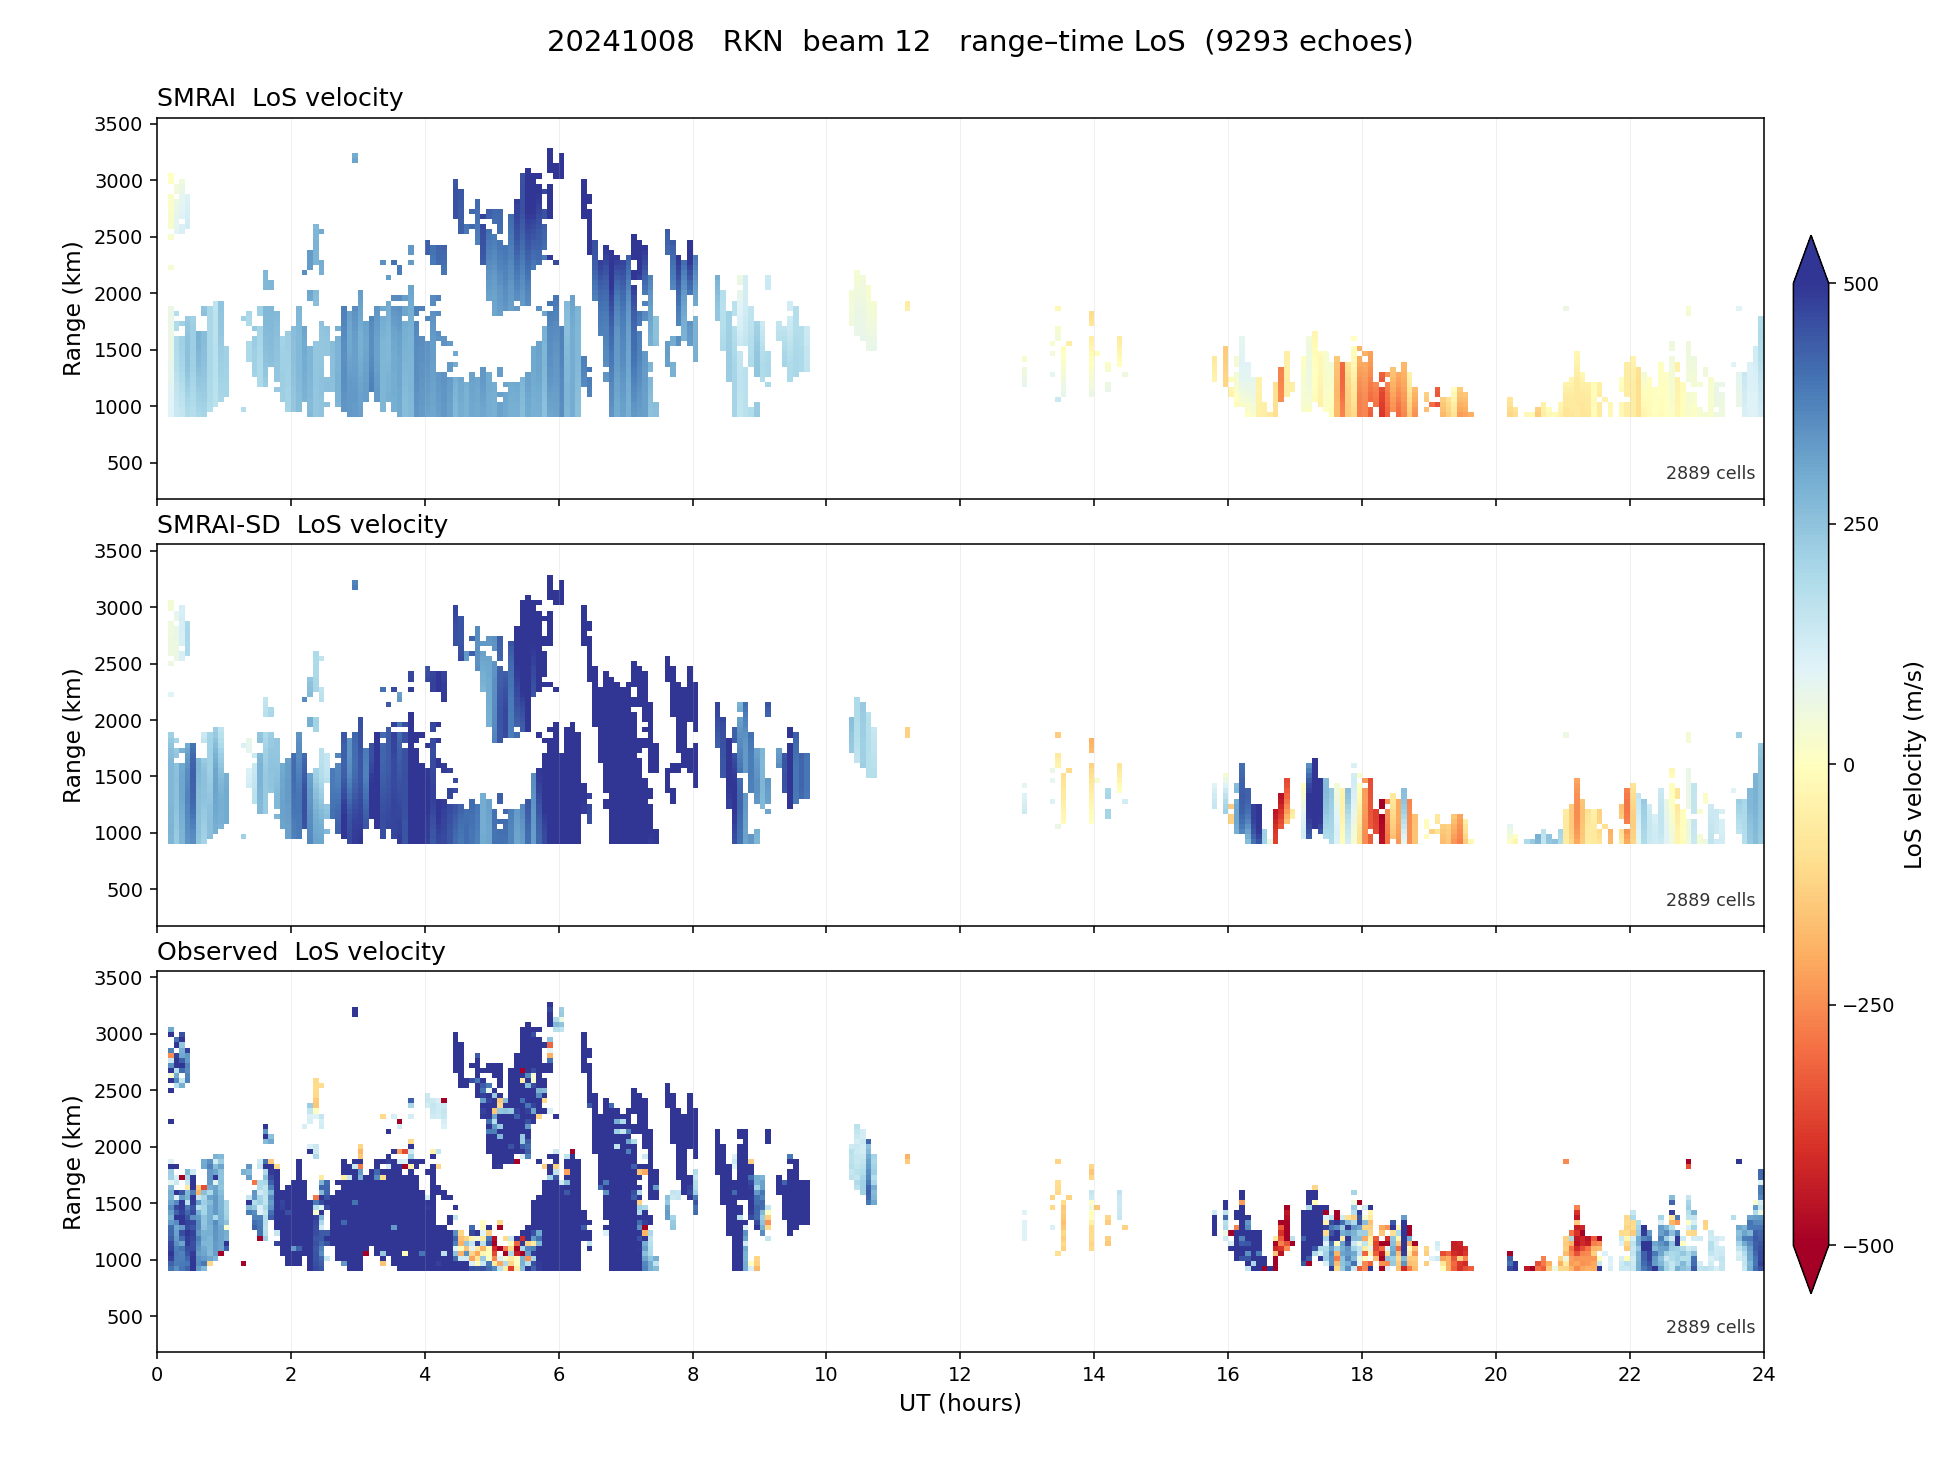 20241008   RKN  beam 12   range–time LoS  (9293 echoes)
SMRAI  LoS velocity
3500
3000
2500
2000
1500
1000
500
Range (km)
2889 cells
SMRAI-SD  LoS velocity
3500
3000
2500
2000
1500
1000
500
Range (km)
2889 cells
Observed  LoS velocity
3500
3000
2500
2000
1500
1000
500
Range (km)
2889 cells
0 2 4 6 8 10 12 14 16 18 20 22 24
UT (hours)
500
250
0
−250
−500
LoS velocity (m/s)